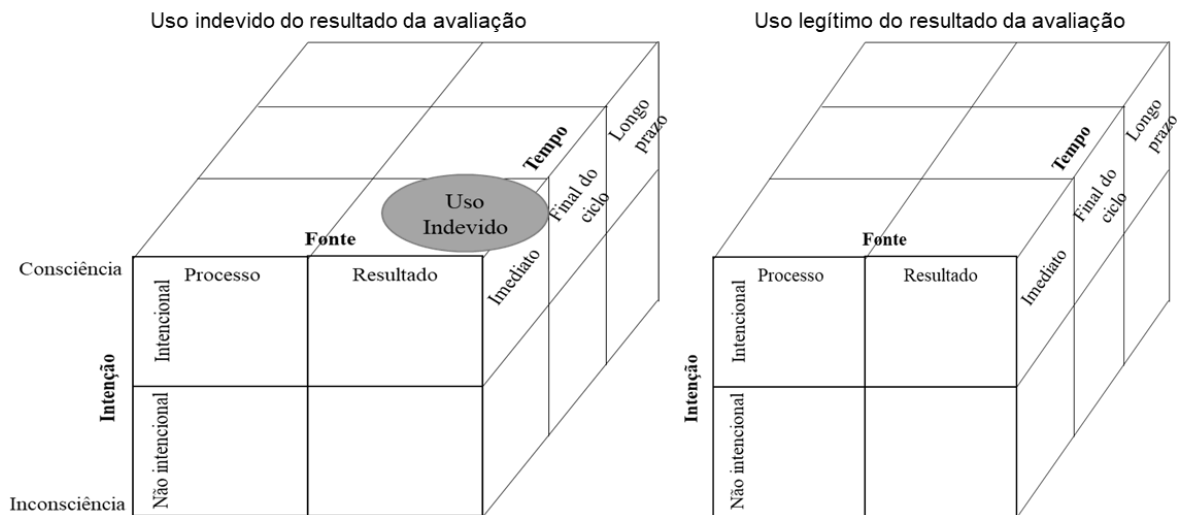 Uso indevido do resultado da avaliação
Longo
prazo
Tempo
Final do
ciclo
Uso
Indevido
Fonte
Imediato
Consciência
Processo
Resultado
Intencional
Intenção
Não intencional
Inconsciência
Uso legítimo do resultado da avaliação
Longo
prazo
Tempo
Final do
ciclo
Fonte
Imediato
Processo
Resultado
Intencional
Intenção
Não intencional